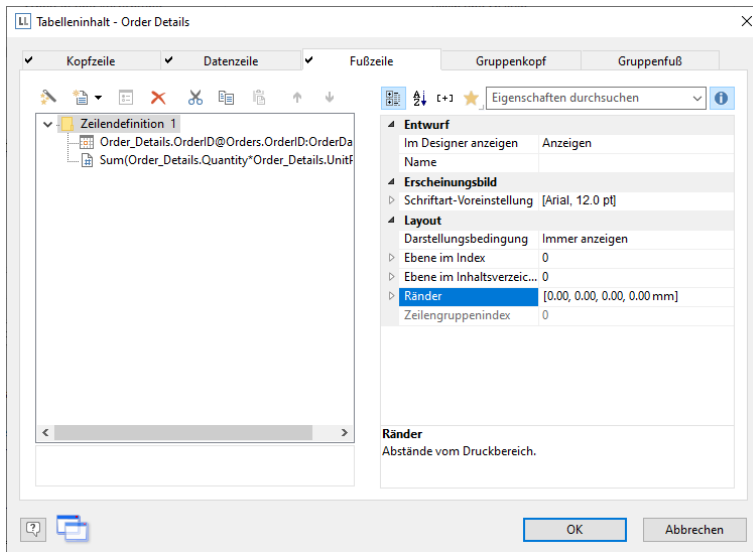 LL Tabelleninhalt - Order Details
Kopfzeile Datenzeile Fußzeile Gruppenkopf Gruppenfuß
Eigenschaften durchsuchen
Zeilendefinition 1
Order_Details.OrderID@Orders.OrderID:OrderDa
Sum(Order_Details.Quantity*Order_Details.UnitP
Entwurf
Im Designer anzeigen Anzeigen
Name
Erscheinungsbild
Schriftart-Voreinstellung [Arial, 12.0 pt]
Layout
Darstellungsbedingung Immer anzeigen
Ebene im Index 0
Ebene im Inhaltsverzeic... 0
Ränder [0.00, 0.00, 0.00, 0.00 mm]
Zeilengruppenindex 0
Ränder
Abstände vom Druckbereich.
OK Abbrechen